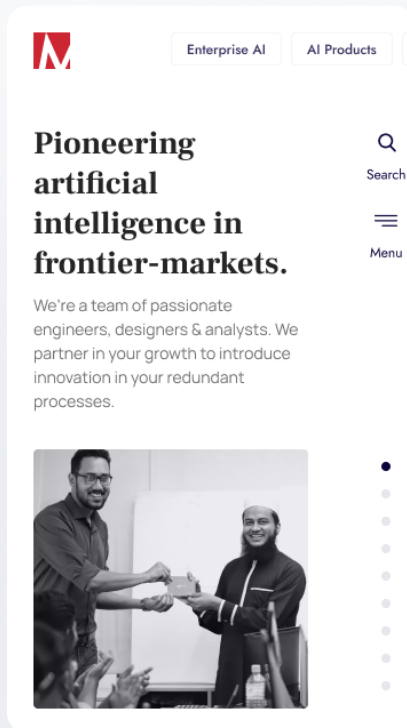 Enterprise AI
AI Products
Pioneering
artificial
intelligence in
frontier-markets.
Search
Menu
We're a team of passionate
engineers, designers & analysts. We
partner in your growth to introduce
innovation in your redundant
processes.